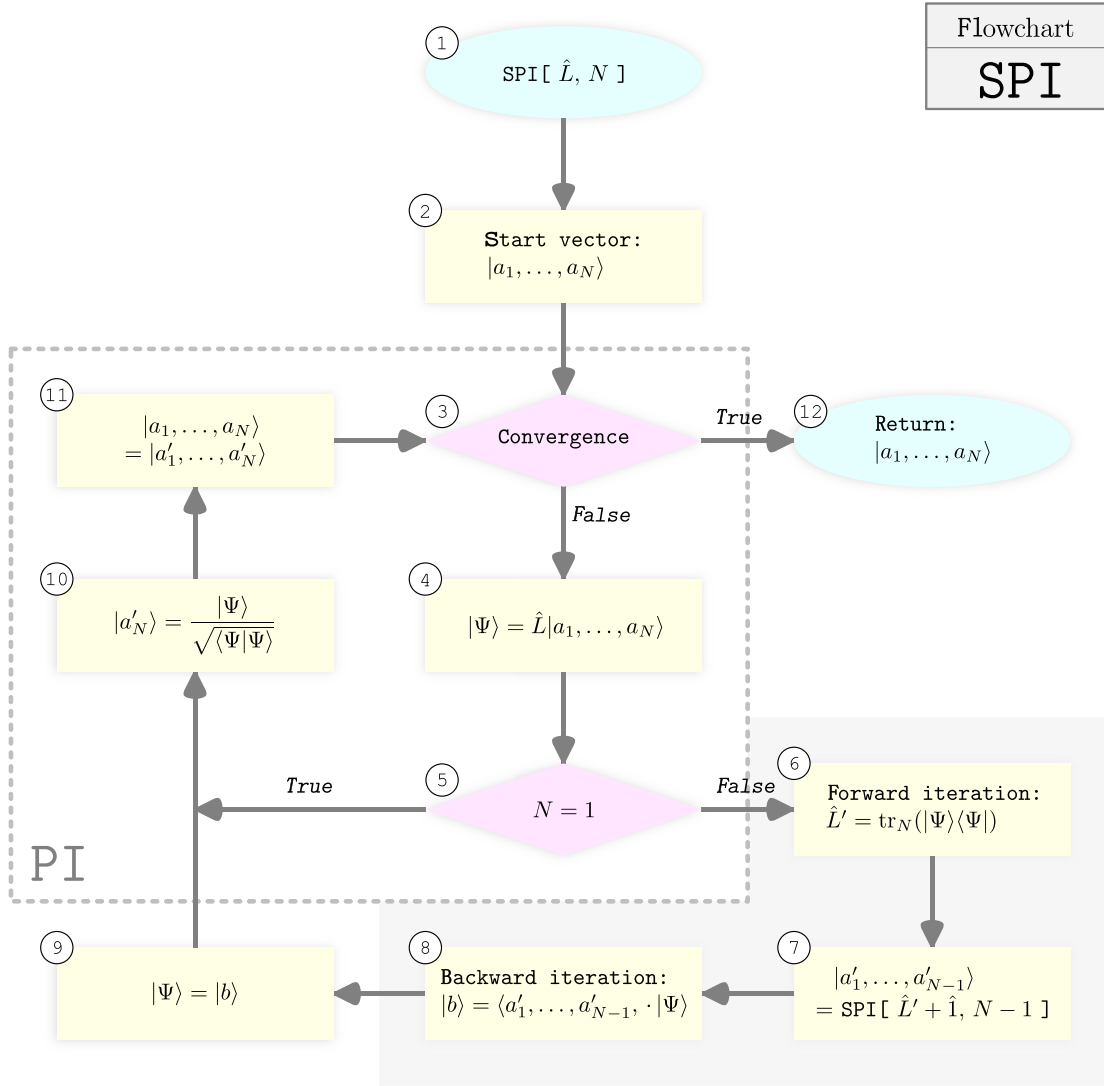 Flowchart
SPI
1
SPI[ L̂, N ]
2
Start vector:
|a₁, . . . , a_N⟩
11
|a₁, . . . , a_N⟩
= |a′₁, . . . , a′_N⟩
3
Convergence
True
12
Return:
|a₁, . . . , a_N⟩
False
10
|a′_N⟩ = |Ψ⟩ / √⟨Ψ|Ψ⟩
4
|Ψ⟩ = L̂|a₁, . . . , a_N⟩
True
5
N = 1
False
6
Forward iteration:
L̂′ = tr_N(|Ψ⟩⟨Ψ|)
PI
9
|Ψ⟩ = |b⟩
8
Backward iteration:
|b⟩ = ⟨a′₁, . . . , a′_{N−1}, · |Ψ⟩
7
|a′₁, . . . , a′_{N−1}⟩
= SPI[ L̂′ + 1̂, N − 1 ]